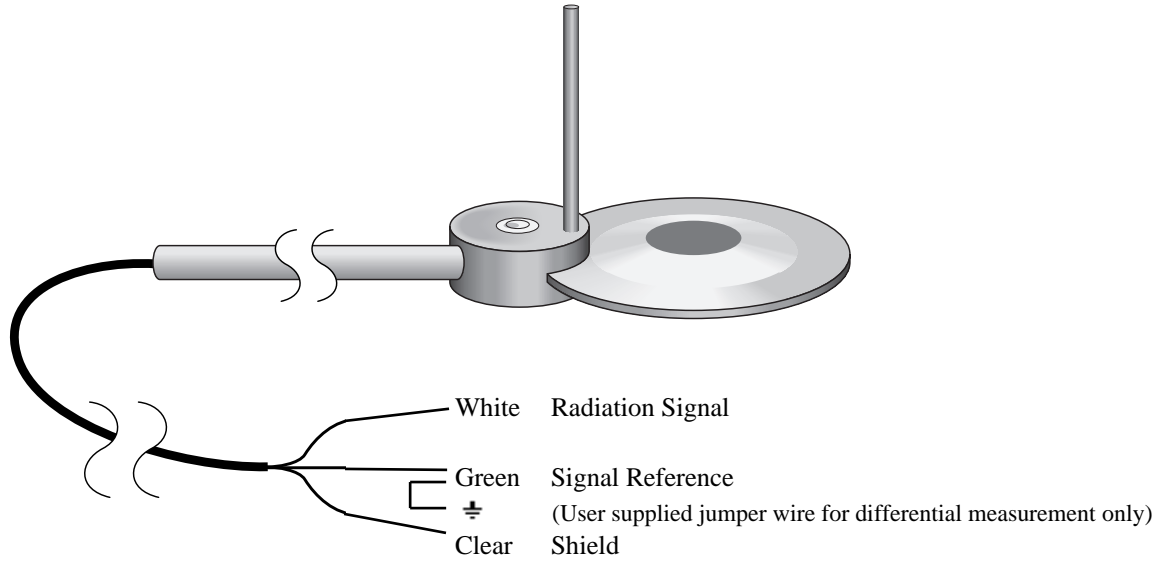 White Radiation Signal
Green Signal Reference
⏚ (User supplied jumper wire for differential measurement only)
Clear Shield